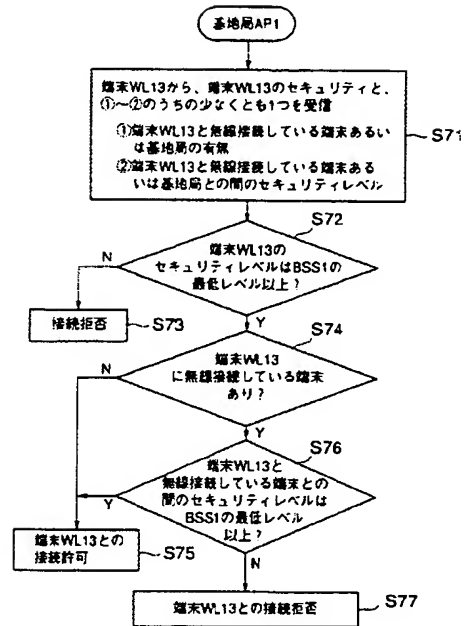 基地局AP1
端末WL13から、端末WL13のセキュリティと、
①～②のうちの少なくとも1つを受信
①端末WL13と無線接続している端末あるい
は基地局の有無
②端末WL13と無線接続している端末ある
いは基地局との間のセキュリティレベル
S71
S72
端末WL13の
セキュリティレベルはBSS1の
最低レベル以上?
N
Y
接続拒否
S73
S74
端末WL13
に無線接続している端末
あり?
N
Y
S76
端末WL13と
無線接続している端末との
間のセキュリティレベルは
BSS1の最低レベル
以上?
Y
N
端末WL13との
接続許可
S75
端末WL13との接続拒否
S77